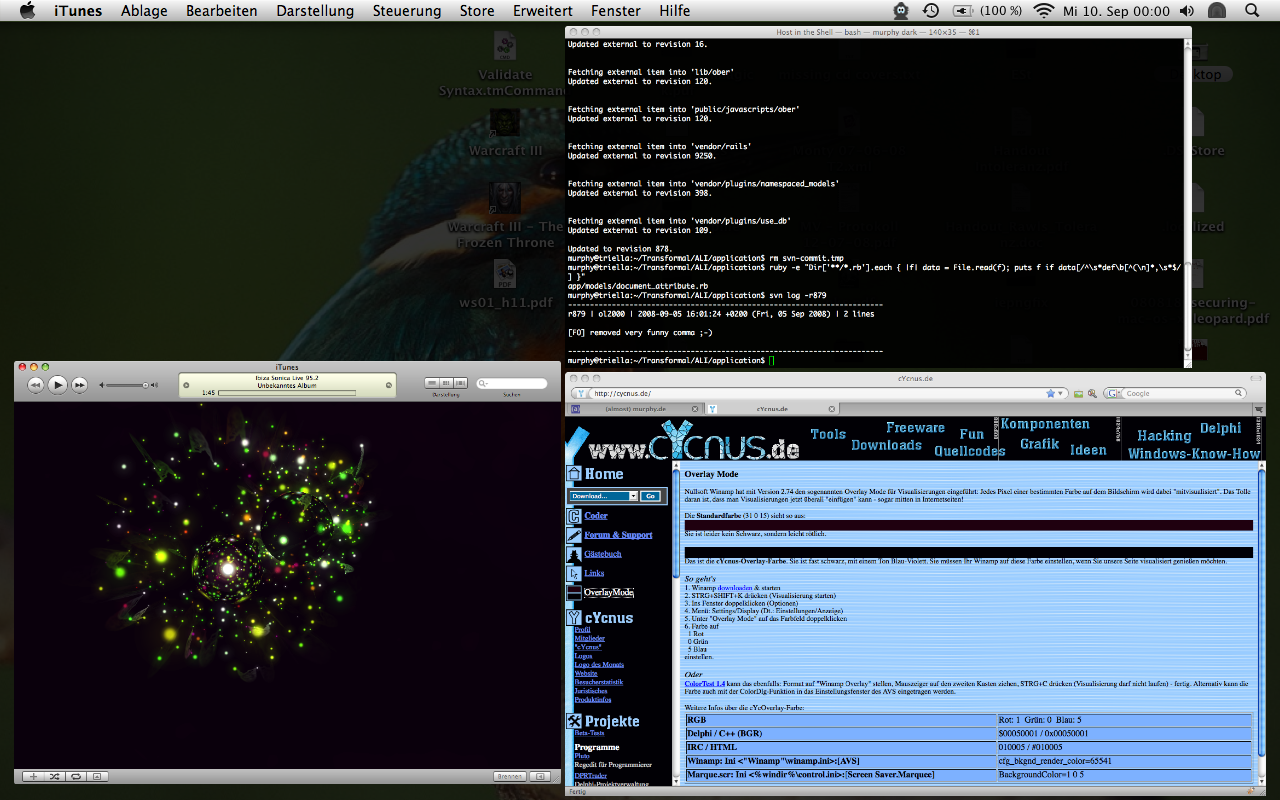 iTunes Ablage Bearbeiten Darstellung Steuerung Store Erweitert Fenster Hilfe (100 %) Mi 10. Sep 00:00
Validate
Syntax.tmComman
Warcraft III
Warcraft III – The
Frozen Throne
ws01_h11.pdf
ktop
Store
lized
securing-
leopard.pdf
Host in the Shell — bash — murphy dark — 140×35 — ⌘1
Updated external to revision 16.
Fetching external item into 'lib/ober'
Updated external to revision 120.
Fetching external item into 'public/javascripts/ober'
Updated external to revision 120.
Fetching external item into 'vendor/rails'
Updated external to revision 9250.
Fetching external item into 'vendor/plugins/namespaced_models'
Updated external to revision 398.
Fetching external item into 'vendor/plugins/use_db'
Updated external to revision 109.
Updated to revision 878.
murphy@triella:~/Transformal/ALI/application$ rm svn-commit.tmp
murphy@triella:~/Transformal/ALI/application$ ruby -e "Dir['**/*.rb'].each { |f| data = File.read(f); puts f if data[/^\s*def\b[^(\n]*,\s*$/
] }"
app/models/document_attribute.rb
murphy@triella:~/Transformal/ALI/application$ svn log -r879
------------------------------------------------------------------------
r879 | ol2000 | 2008-09-05 16:01:24 +0200 (Fri, 05 Sep 2008) | 2 lines
[FO] removed very funny comma ;-)
------------------------------------------------------------------------
murphy@triella:~/Transformal/ALI/application$
iTunes
Ibiza Sonica Live 05.2
Unbekanntes Album
1:45
Darstellung
Suchen
Brennen
cYcnus.de
http://cycnus.de/
Google
(almost) murphy.de
cYcnus.de
www.cYcnus.de
Tools Freeware Downloads Fun Quellcodes Komponenten Grafik Ideen Hacking Delphi Windows-Know-How
Home
Download... Go
Coder
Forum & Support
Gästebuch
Links
OverlayMode
cYcnus
Profil
Mitglieder
"cYcnus"
Logos
Logo des Monats
Website
Besucherstatistik
Juristisches
Produktinfos
Projekte
Beta-Tests
Programme
Pluto
Regedit für Programmierer
DPRTrader
Delphi-Projektverwalter
Overlay Mode
Nullsoft Winamp hat mit Version 2.74 den sogenannten Overlay Mode für Visualisierungen eingeführt: Jedes Pixel einer bestimmten Farbe auf dem Bildschirm wird dabei "mitvisualisiert". Das Tolle
daran ist, dass man Visualisierungen jetzt überall "einfügen" kann - sogar mitten in Internetseiten!
Die Standardfarbe (31 0 15) sieht so aus:
Sie ist leider kein Schwarz, sondern leicht rötlich.
Das ist die cYcnus-Overlay-Farbe. Sie ist fast schwarz, mit einem Ton Blau-Violett. Sie müssen Ihr Winamp auf diese Farbe einstellen, wenn Sie unsere Seite visualisiert genießen möchten.
So geht's
1. Winamp downloaden & starten
2. STRG+SHIFT+K drücken (Visualisierung starten)
3. Ins Fenster doppelklicken (Optionen)
4. Menü: Settings/Display (Dt.: Einstellungen/Anzeige)
5. Unter "Overlay Mode" auf das Farbfeld doppelklicken
6. Farbe auf
1 Rot
0 Grün
5 Blau
einstellen.
Oder
ColorTest 1.4 kann das ebenfalls: Format auf "Winamp Overlay" stellen, Mauszeiger auf den zweiten Kasten ziehen, STRG+C drücken (Visualisierung darf nicht laufen) - fertig. Alternativ kann die
Farbe auch mit der ColorDlg-Funktion in das Einstellungsfenster des AVS eingetragen werden.
Weitere Infos über die cYcOverlay-Farbe:
RGB Rot: 1 Grün: 0 Blau: 5
Delphi / C++ (BGR) $00050001 / 0x00050001
IRC / HTML 010005 / #010005
Winamp: Ini <"Winamp"\winamp.ini>:[AVS] cfg_bkgnd_render_color=65541
Marque.scr: Ini <%windir%\control.ini>:[Screen Saver.Marquee] BackgroundColor=1 0 5
Fertig